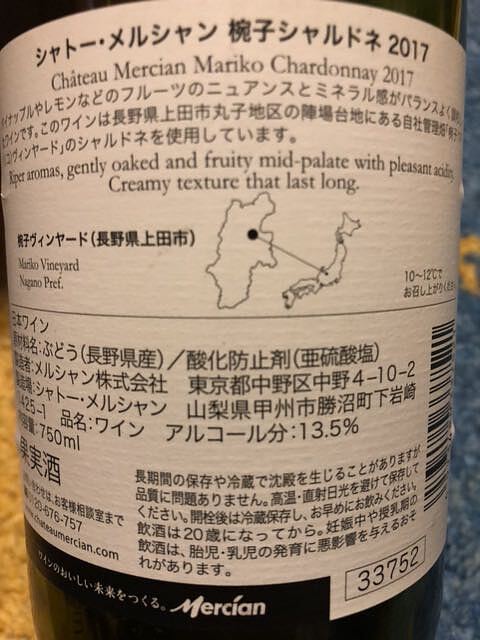 シャトー・メルシャン 椀子シャルドネ 2017
Château Mercian Mariko Chardonnay 2017
イナップルやレモンなどのフルーツのニュアンスとミネラル感がバランスよく
ワインです。このワインは長野県上田市丸子地区の陣場台地にある自社管理畑「椀子
ヴィンヤード」のシャルドネを使用しています。
Riper aromas, gently oaked and fruity mid-palate with pleasant acidity.
Creamy texture that last long.
椀子ヴィンヤード(長野県上田市)
Mariko Vineyard
Nagano Pref.
10~12℃で
お召し上がりくださ
日本ワイン
原材料名:ぶどう(長野県産)/酸化防止剤(亜硫酸塩)
製造者:メルシャン株式会社 東京都中野区中野4-10-2
製造場:シャトー・メルシャン 山梨県甲州市勝沼町下岩崎
1425-1 品名:ワイン アルコール分:13.5%
内容量:750ml
果実酒
長期間の保存や冷蔵で沈殿を生じることがありますが
品質に問題ありません。高温・直射日光を避けて保存して
ください。開栓後は冷蔵保存し、お早めにお飲みください。
飲酒は20歳になってから。妊娠中や授乳期の
飲酒は、胎児・乳児の発育に悪影響を与えるおそ
れがあります。
お問い合わせは、お客様相談室まで
0120-676-757
www.chateaumercian.com
ワインのおいしい未来をつくる。 Mercian
33752